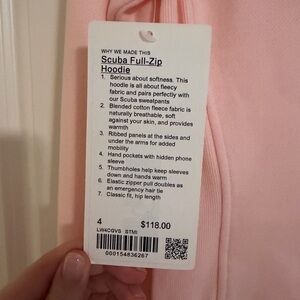 WHY WE MADE THIS
Scuba Full-Zip
Hoodie
1. Serious about softness. This
hoodie is all about fleecy
fabric and pairs perfectly with
our Scuba sweatpants
2. Blended cotton fleece fabric is
naturally breathable, soft
against your skin, and provides
warmth
3. Ribbed panels at the sides and
under the arms for added
mobility
4. Hand pockets with hidden phone
sleeve
5. Thumbholes help keep sleeves
down and hands warm
6. Elastic zipper pull doubles as
an emergency hair tie
7. Classic fit, hip length
4 $118.00
LW4CQVS STMI
000154836267